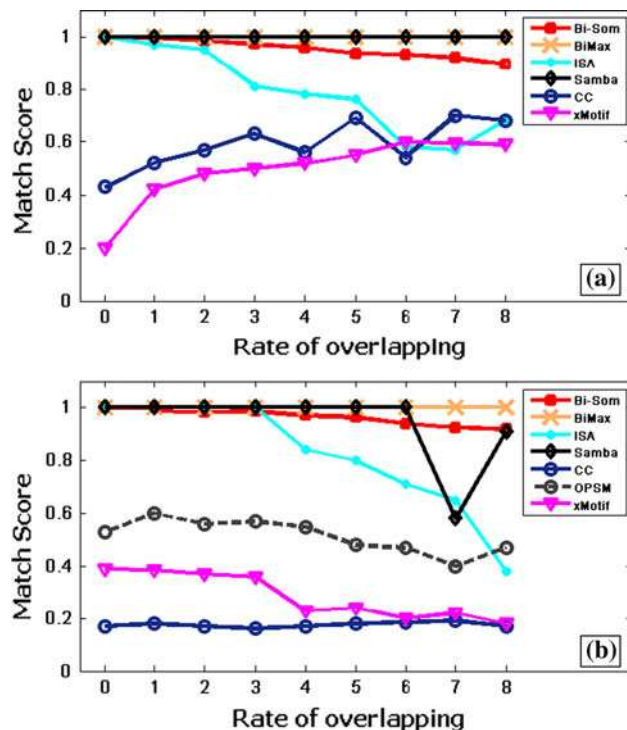 1
0.8
0.6
0.4
0.2
0
Match Score
0 1 2 3 4 5 6 7 8
Rate of overlapping
Bi-Som
BiMax
ISA
Samba
CC
xMotif
(a)
1
0.8
0.6
0.4
0.2
0
Match Score
0 1 2 3 4 5 6 7 8
Rate of overlapping
Bi-Som
BiMax
ISA
Samba
CC
OPSM
xMotif
(b)